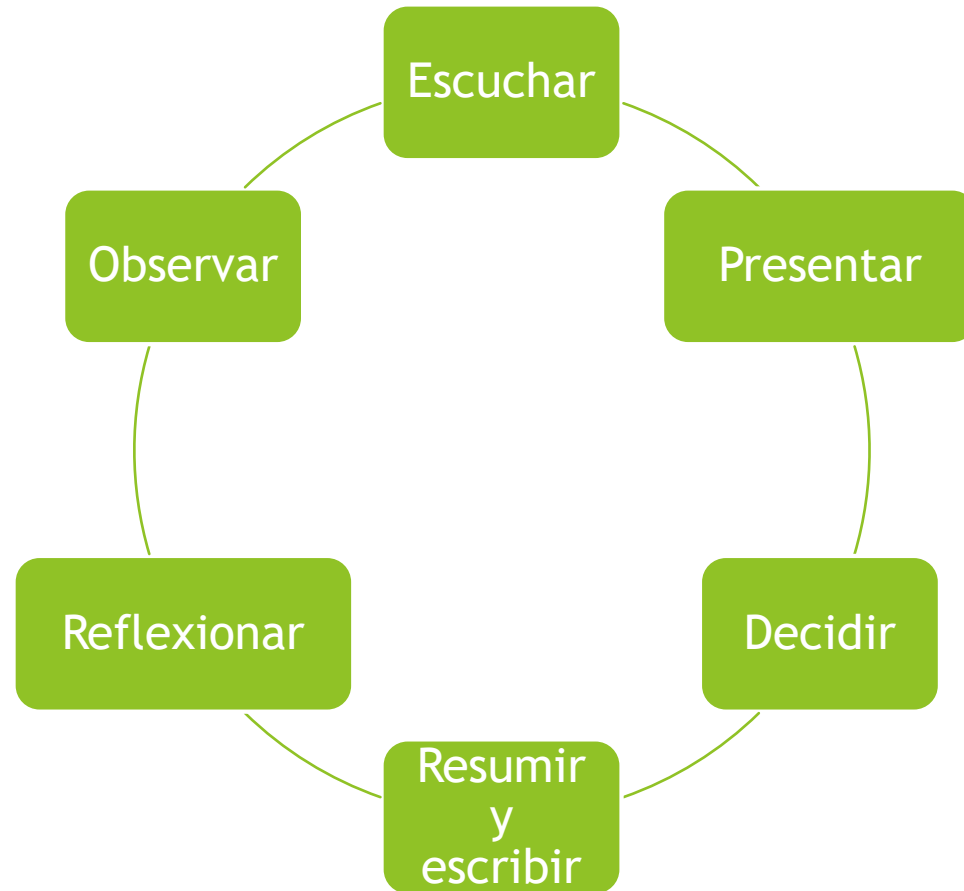 Escuchar
Presentar
Decidir
Resumir
y
escribir
Reflexionar
Observar